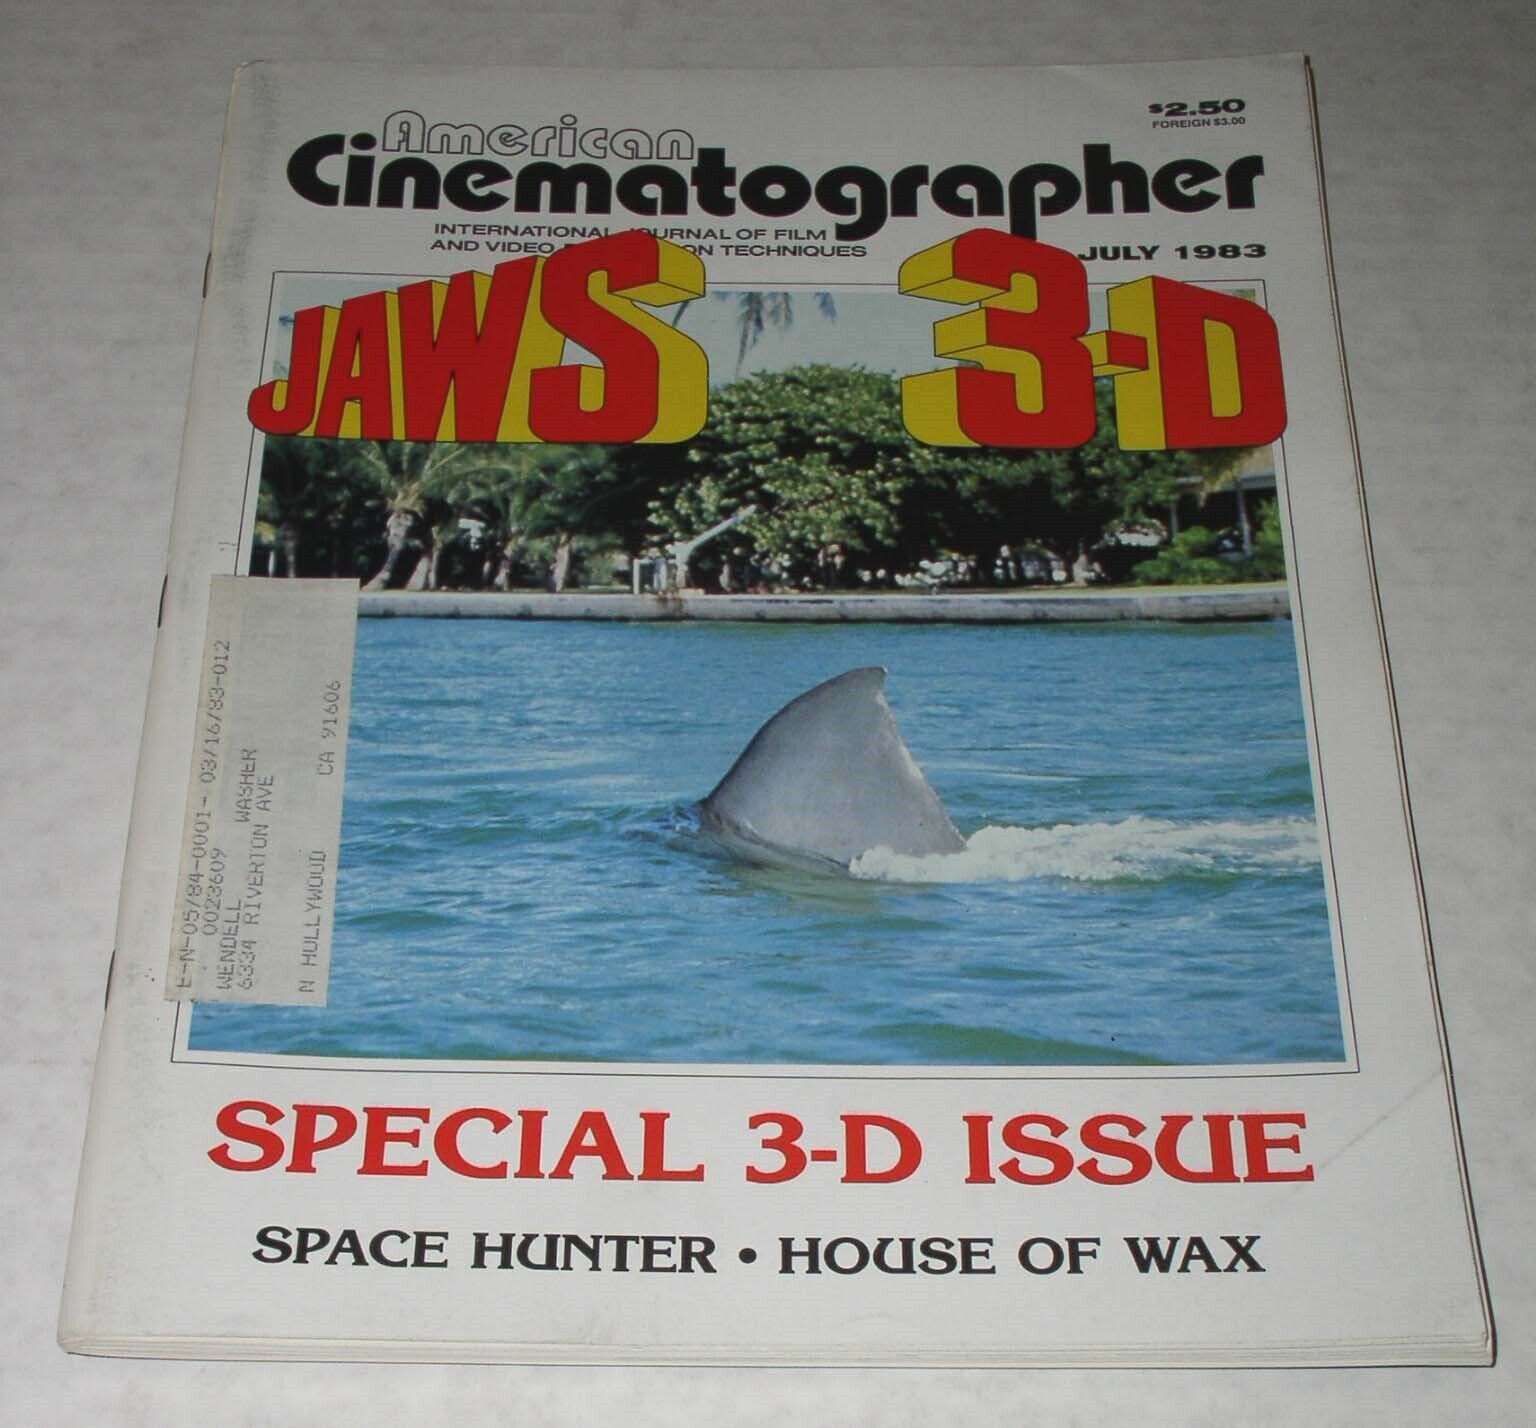 $2.50
FOREIGN $3.00
American
Cinematographer
INTERNATIONAL JOURNAL OF FILM
AND VIDEO ON TECHNIQUES
JULY 1983
JAWS 3-D
E-N-05/84-0001- 03/16/83-012
0023609
WENDELL WASHER
6334 RIVERTON AVE
N HOLLYWOOD CA 91606
SPECIAL 3-D ISSUE
SPACE HUNTER • HOUSE OF WAX